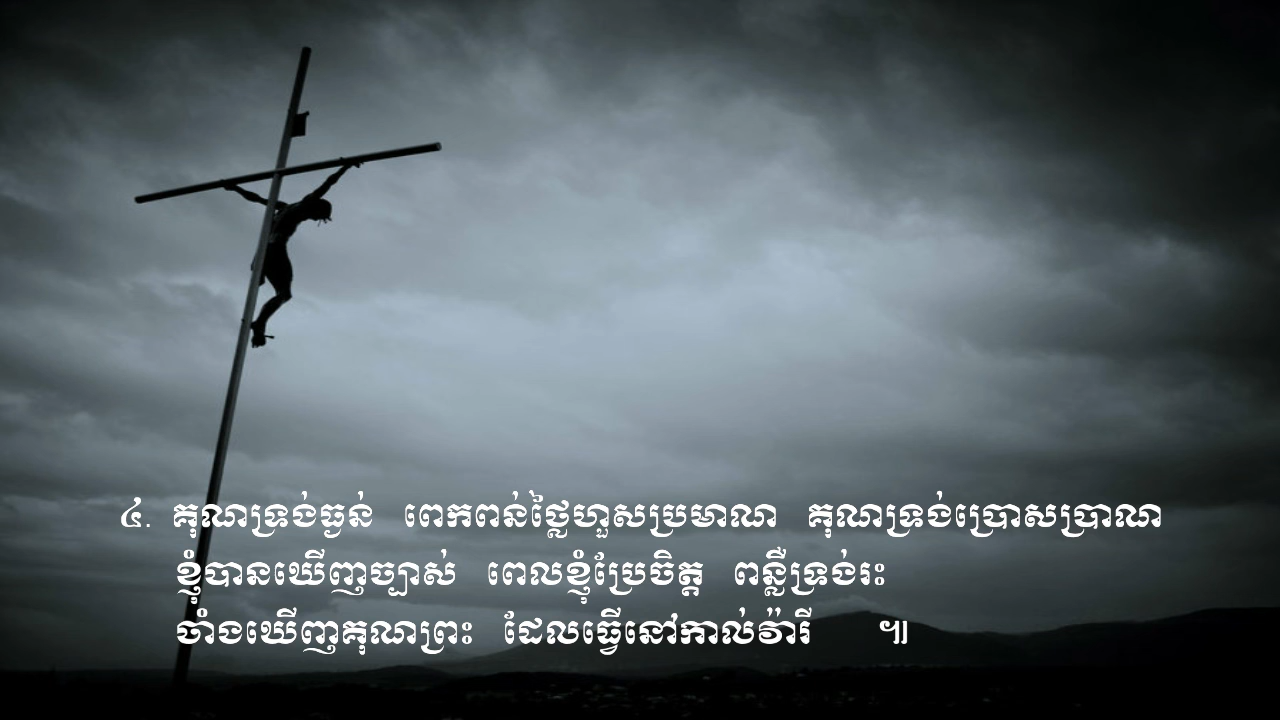 ៤. គុណទ្រង់ធ្ងន់ ពេកពន់ថ្លៃហួសប្រមាណ គុណទ្រង់ប្រោសប្រាណ
ខ្ញុំបានឃើញច្បាស់ ពេលខ្ញុំប្រែចិត្ត ពន្លឺទ្រង់រះ
ចាំងឃើញគុណព្រះ ដែលធ្វើនៅកាល់វ៉ារី ៕